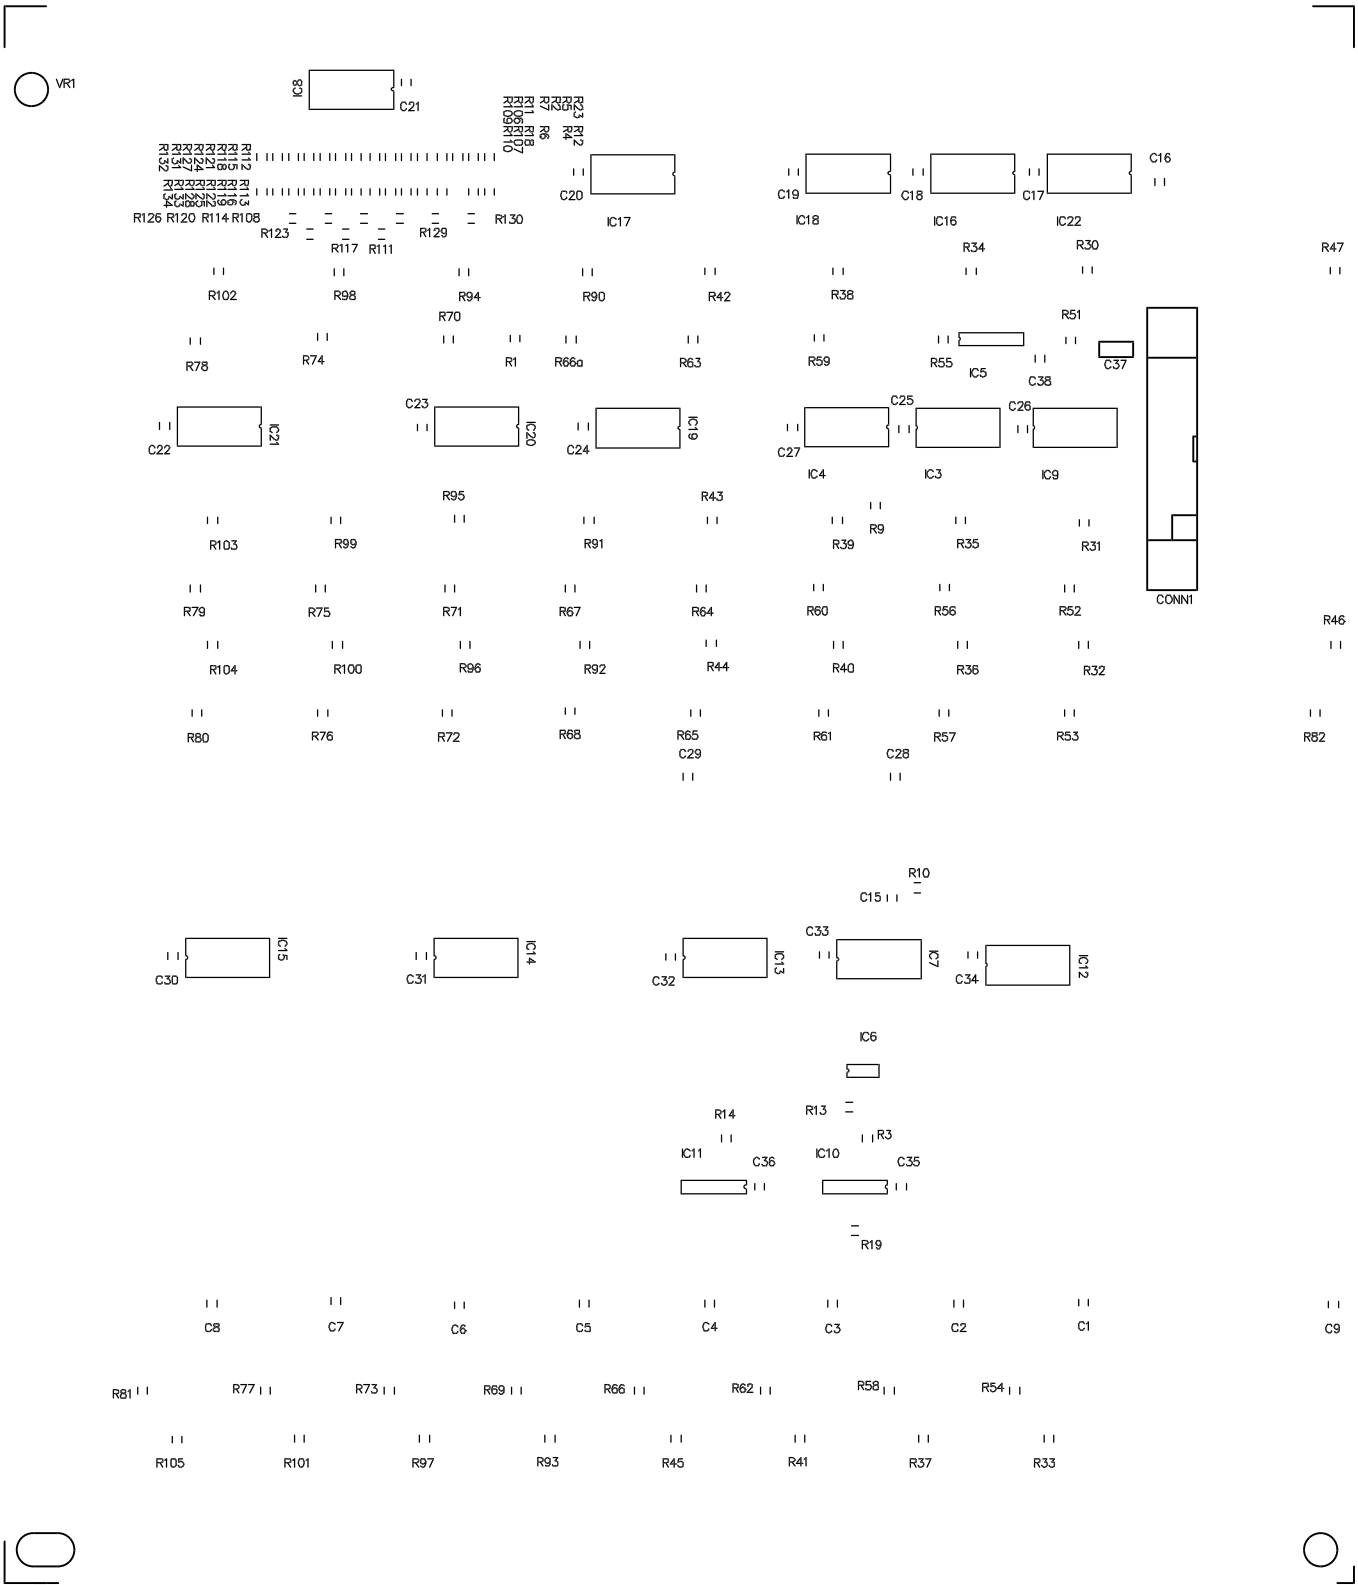 VR1
IC8
C21
R109 R106 R11 R7 R2 R5 R23
R110 R107 R18 R6 R4 R12
R132 R131 R127 R124 R121 R118 R115 R112
C16
R134 R133 R128 R125 R122 R119 R116 R113
C20 C19 C18 C17
R126 R120 R114 R108 R130 IC17 IC18 IC16 IC22
R123 R129
R117 R111 R34 R30 R47
R102 R98 R94 R90 R42 R38
R70 R51
R78 R74 R1 R66a R63 R59 R55 C37
IC5 C38
C23 C25 C26
IC21 IC20 IC19
C22 C24 C27
IC4 IC3 IC9
R95 R43
R9
R103 R99 R91 R39 R35 R31
CONN1
R79 R75 R71 R67 R64 R60 R56 R52
R46
R104 R100 R96 R92 R44 R40 R36 R32
R80 R76 R72 R68 R65 R61 R57 R53 R82
C29 C28
R10
C15
C33
IC15 IC14 IC13 IC7 IC12
C30 C31 C32 C34
IC6
R14 R13
R3
IC11 IC10
C36 C35
R19
C8 C7 C6 C5 C4 C3 C2 C1 C9
R81 R77 R73 R69 R66 R62 R58 R54
R105 R101 R97 R93 R45 R41 R37 R33